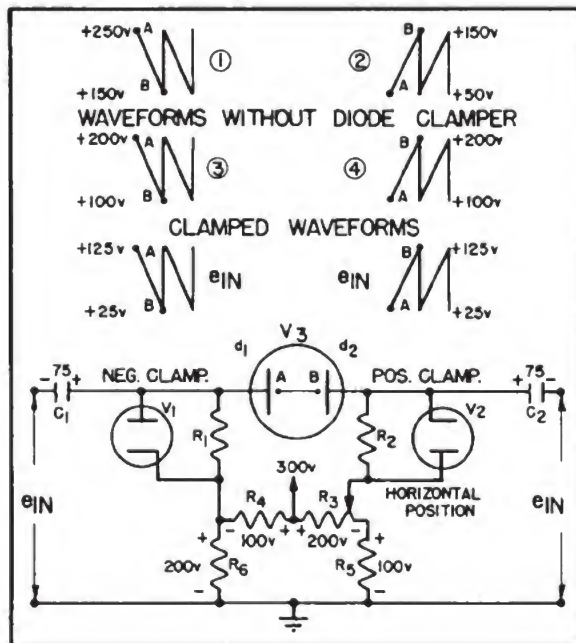 +250v A ① ② B +150v
+150v B A +50v
WAVEFORMS WITHOUT DIODE CLAMPER
+200v A ③ ④ B +200v
+100v B A +100v
CLAMPED WAVEFORMS
+125v A eIN eIN B +125v
+25v B A +25v
V3
d1 d2
- 75 + NEG. CLAMP. A B POS. CLAMP. + 75 -
C1 V1 R1 R2 V2 C2
300v
HORIZONTAL
POSITION
eIN R4 R3 eIN
- + + -
100v 200v
+ 200v R6 - + R5 100v -